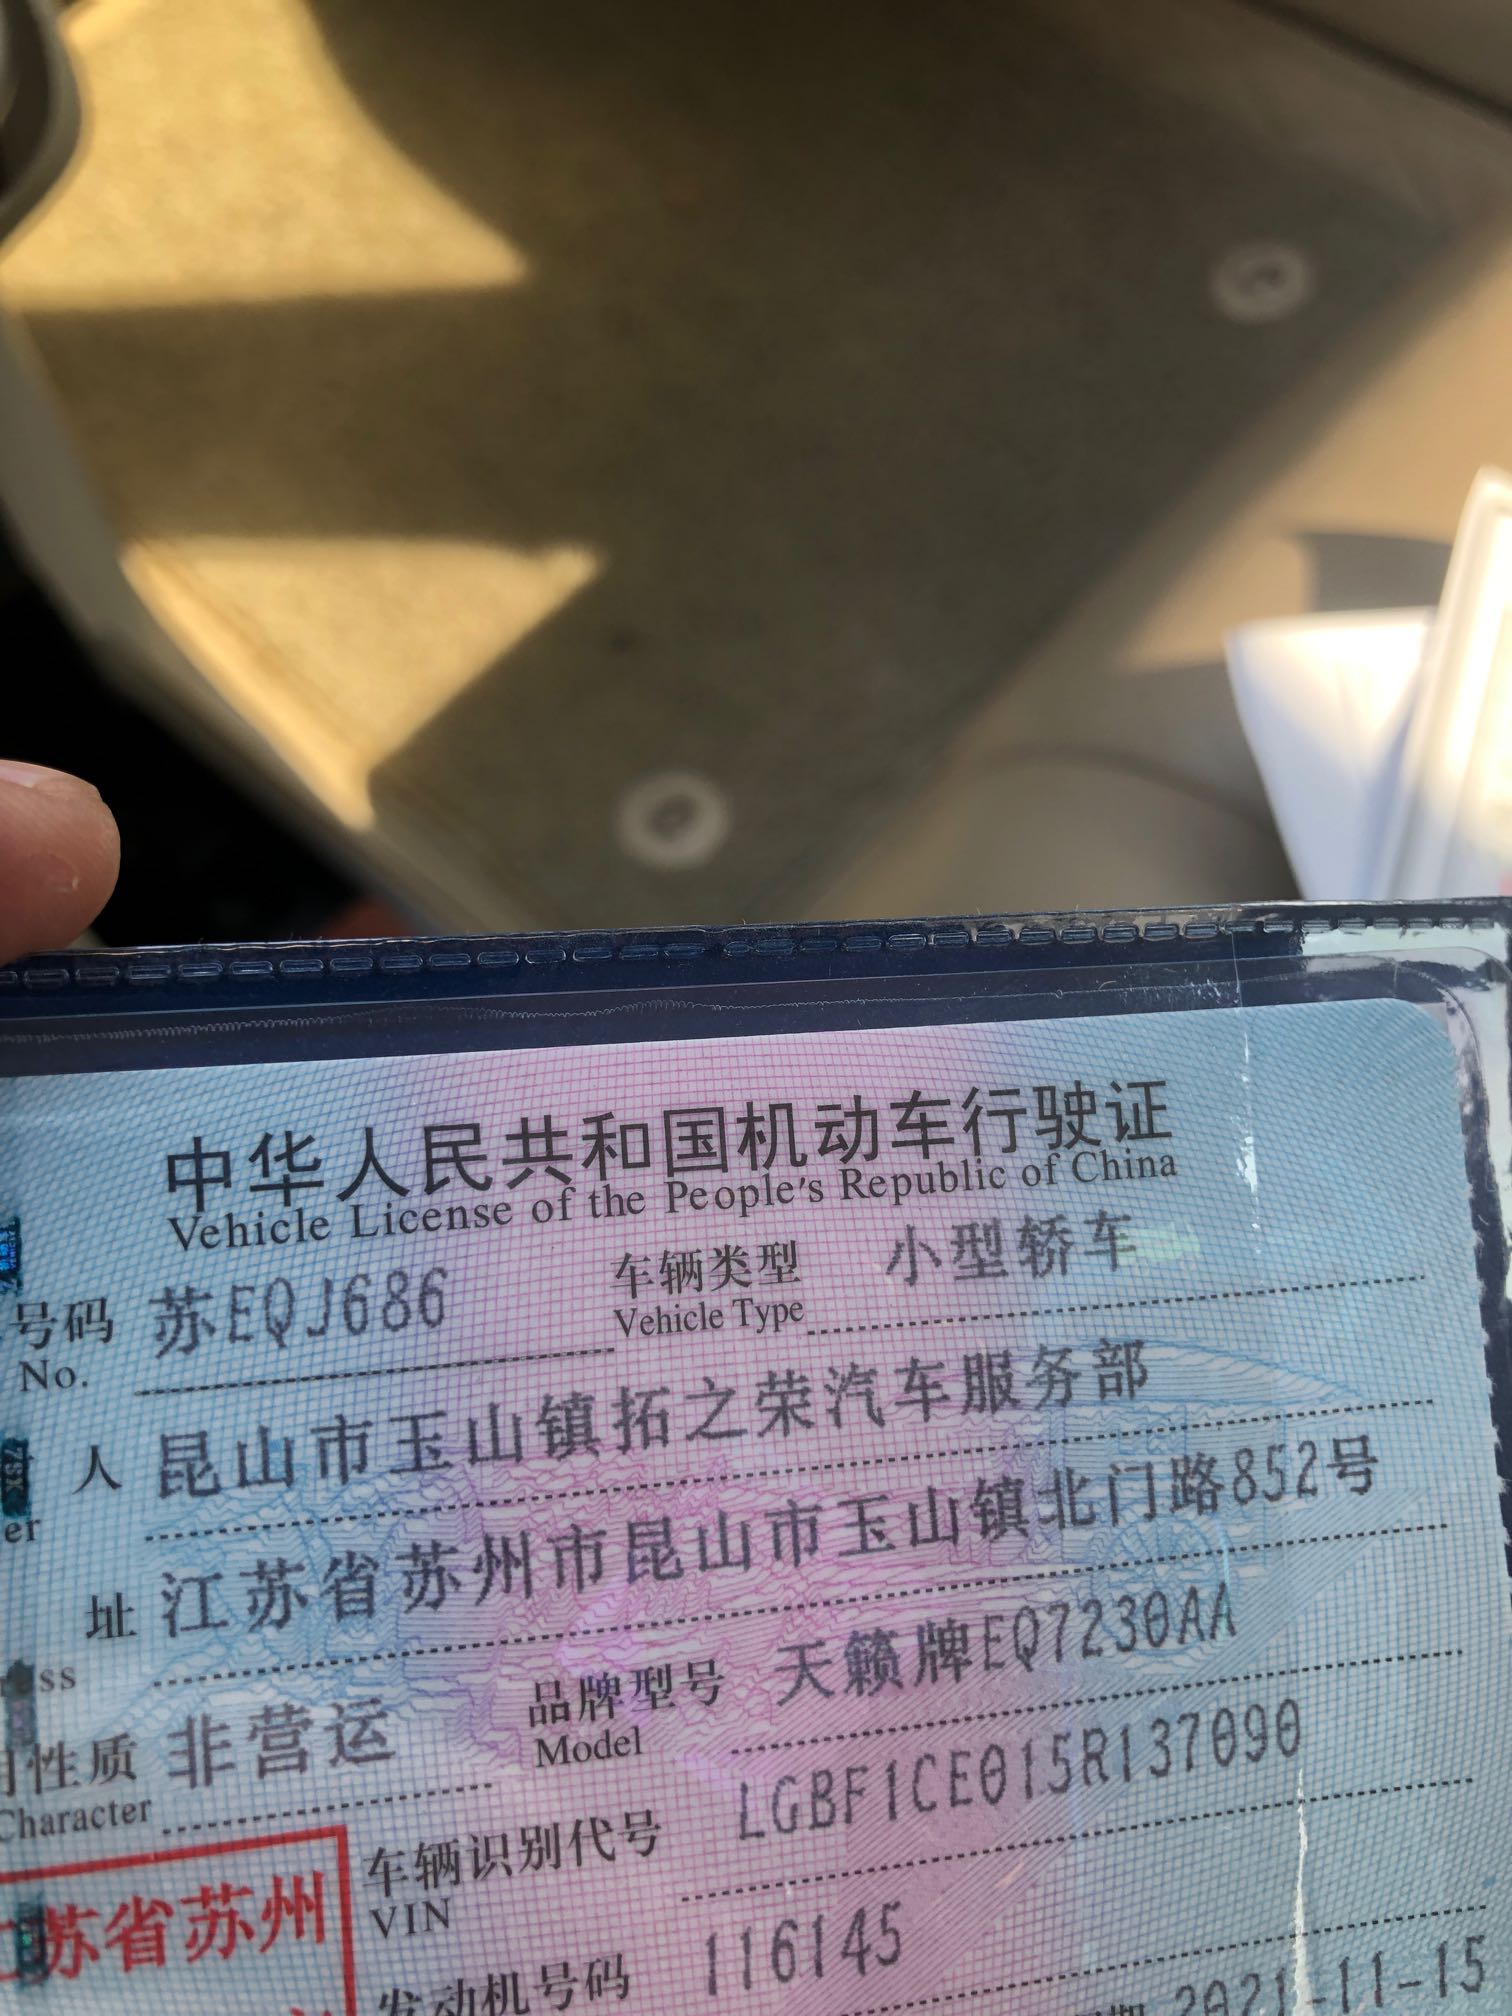 中华人民共和国机动车行驶证
Vehicle License of the People's Republic of China
号码 苏EQJ686 车辆类型 小型轿车
No. Vehicle Type
人 昆山市玉山镇拓之荣汽车服务部
er
址 江苏省苏州市昆山市玉山镇北门路852号
ss
性质 非营运 品牌型号 天籁牌EQ7230AA
Character Model
车辆识别代号 LGBF1CE015R137090
VIN
苏省苏州
发动机号码 116145
2021-11-15